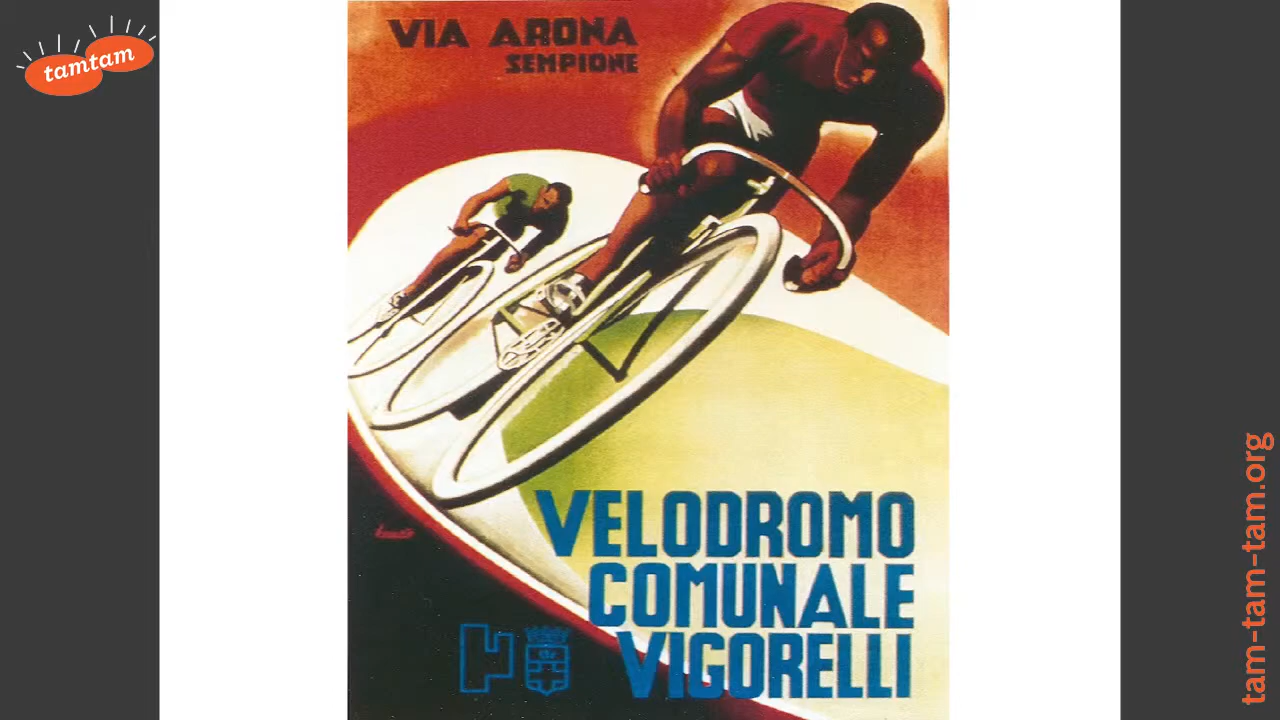 tamtam
VIA ARONA
SEMPIONE
VELODROMO
COMUNALE
VIGORELLI
tam-tam-tam.org